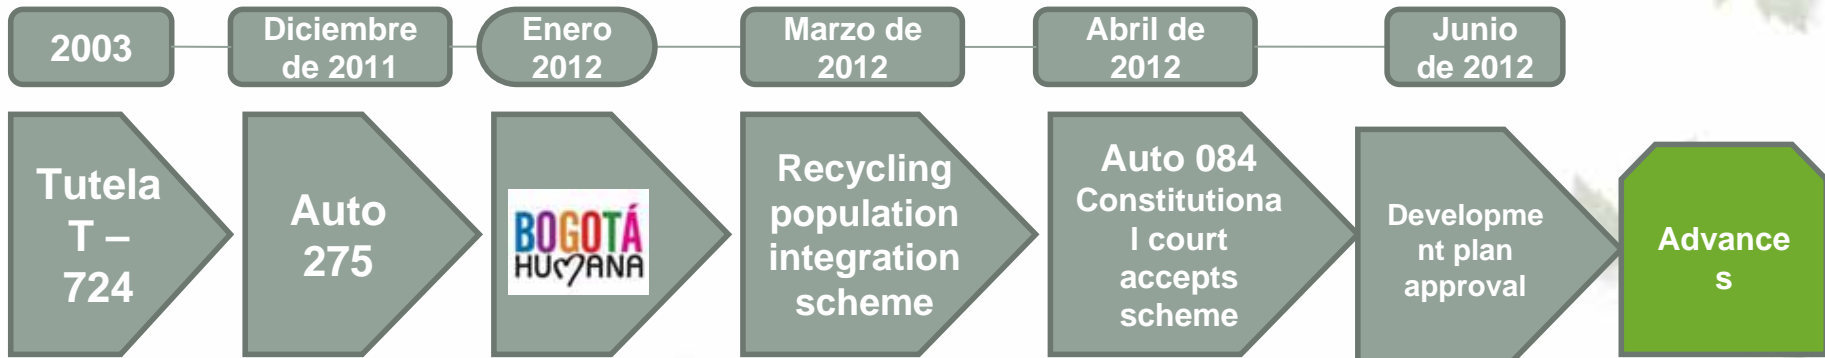 2003
Diciembre
de 2011
Enero
2012
Marzo de
2012
Abril de
2012
Junio
de 2012
Tutela
T –
724
Auto
275
BOGOTÁ
HUMANA
Recycling
population
integration
scheme
Auto 084
Constitutiona
l court
accepts
scheme
Developme
nt plan
approval
Advance
s